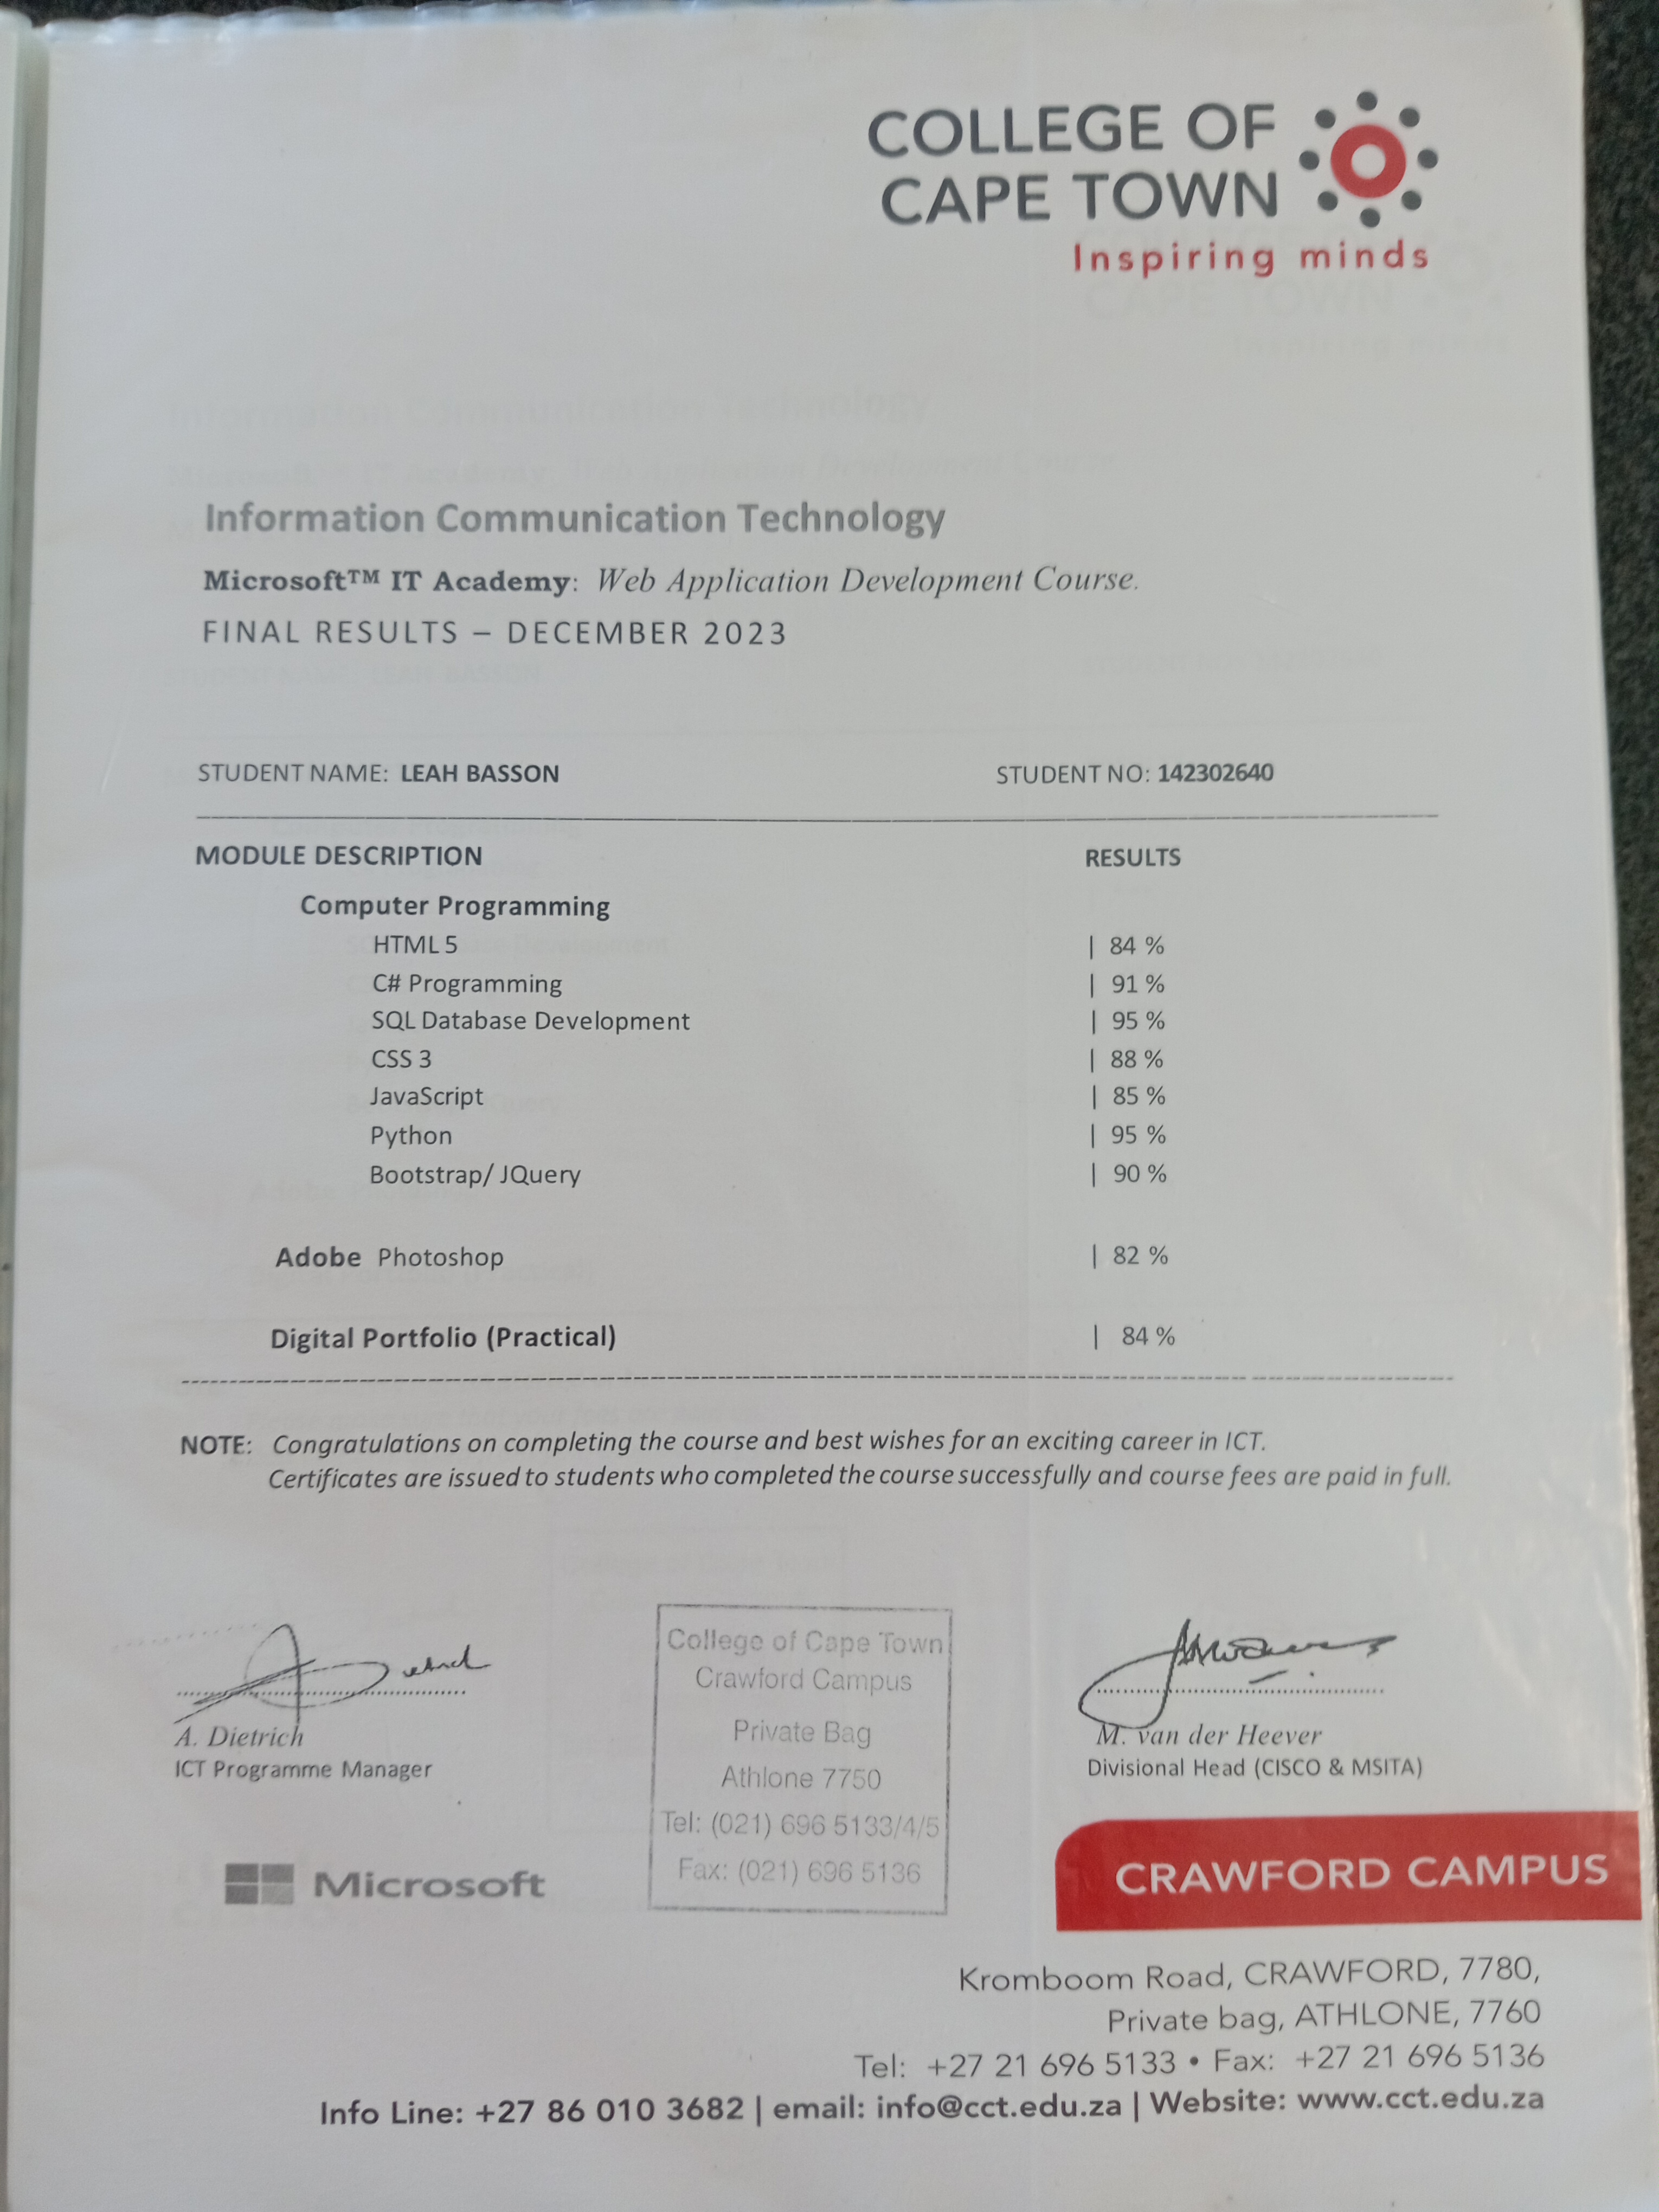 COLLEGE OF
CAPE TOWN
Inspiring minds
Information Communication Technology
Microsoft™ IT Academy: Web Application Development Course.
FINAL RESULTS – DECEMBER 2023
STUDENT NAME: LEAH BASSON STUDENT NO: 142302640
MODULE DESCRIPTION RESULTS
Computer Programming
HTML 5 | 84 %
C# Programming | 91 %
SQL Database Development | 95 %
CSS 3 | 88 %
JavaScript | 85 %
Python | 95 %
Bootstrap/ JQuery | 90 %
Adobe Photoshop | 82 %
Digital Portfolio (Practical) | 84 %
NOTE: Congratulations on completing the course and best wishes for an exciting career in ICT.
Certificates are issued to students who completed the course successfully and course fees are paid in full.
A. Dietrich
ICT Programme Manager
College of Cape Town
Crawford Campus
Private Bag
Athlone 7750
Tel: (021) 696 5133/4/5
Fax: (021) 696 5136
M. van der Heever
Divisional Head (CISCO & MSITA)
Microsoft
CRAWFORD CAMPUS
Kromboom Road, CRAWFORD, 7780,
Private bag, ATHLONE, 7760
Tel: +27 21 696 5133 • Fax: +27 21 696 5136
Info Line: +27 86 010 3682 | email: info@cct.edu.za | Website: www.cct.edu.za